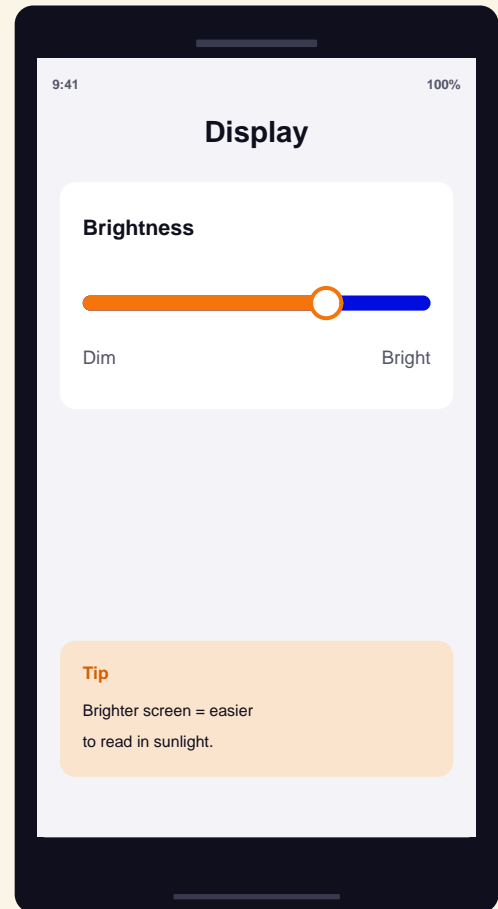 9:41
100%
Display
Brightness
Dim
Bright
Tip
Brighter screen = easier
to read in sunlight.